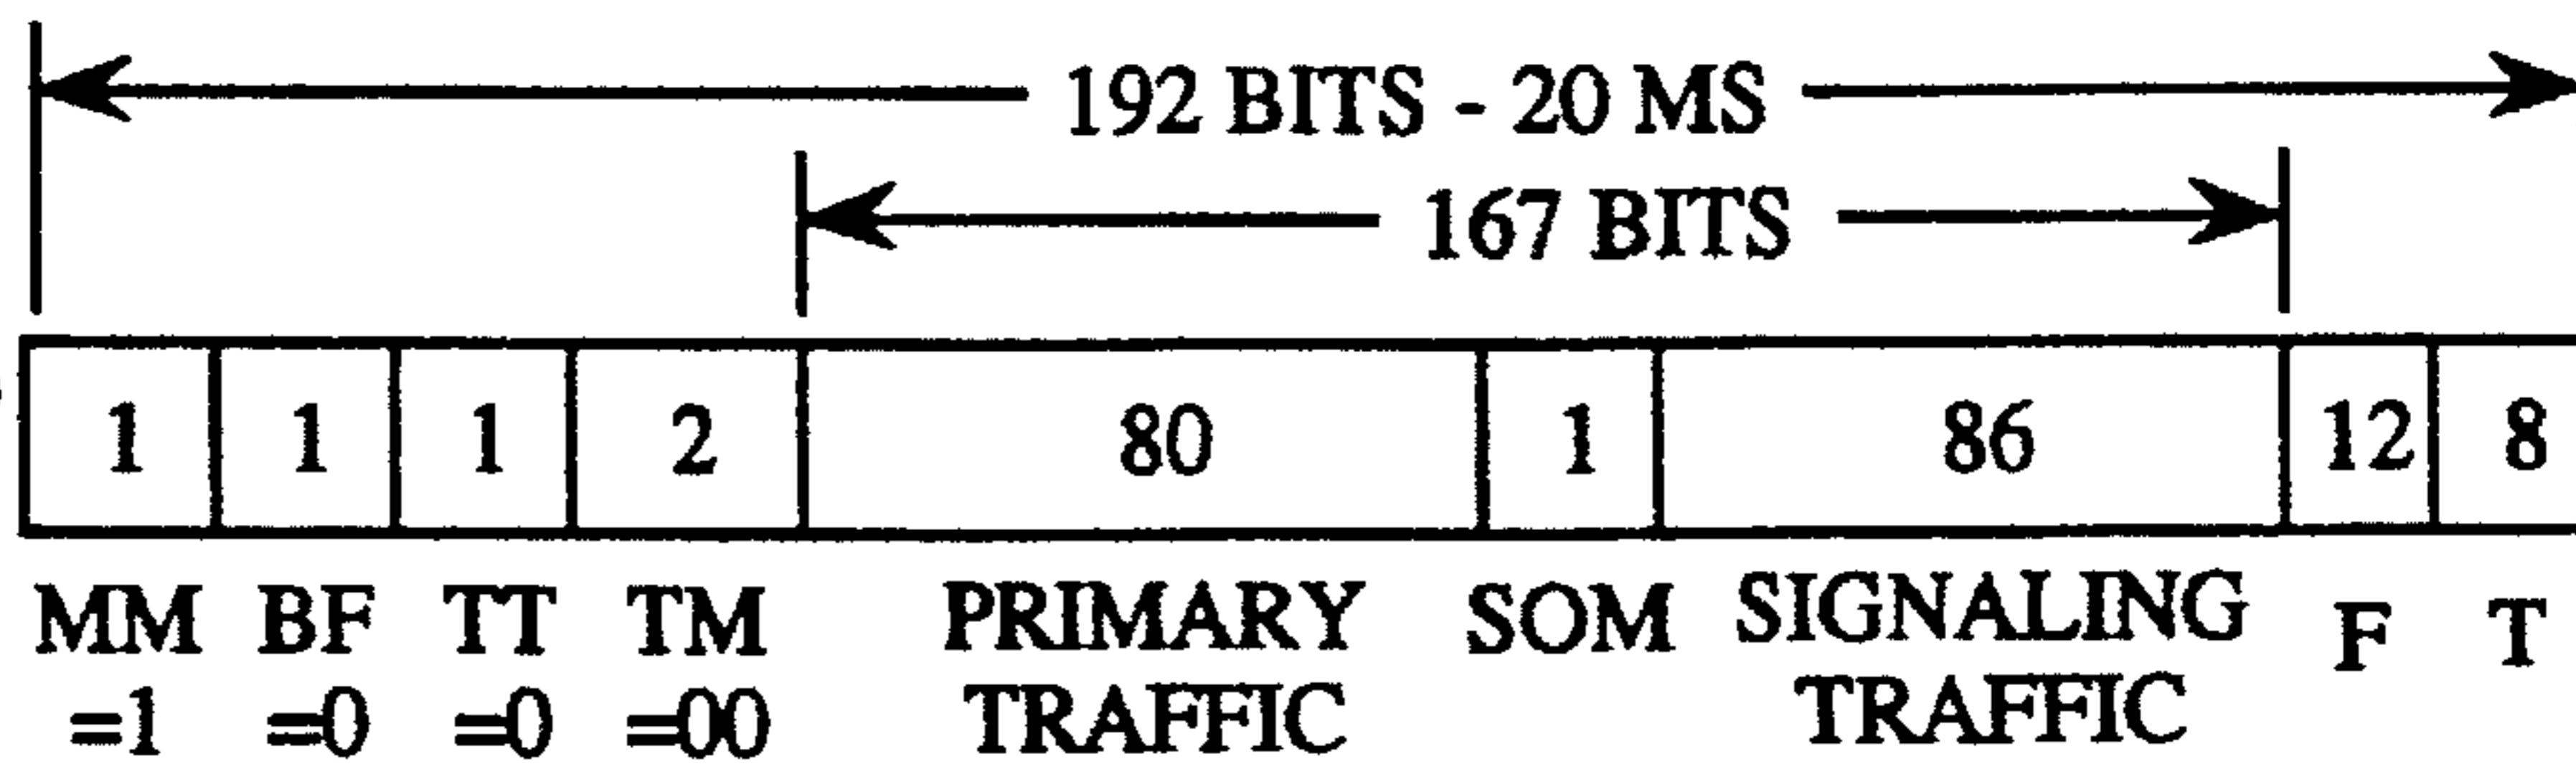 192 BITS - 20 MS
167 BITS
1 1 1 2 80 1 86 12 8
MM BF TT TM PRIMARY SOM SIGNALING F T
=1 =0 =0 =00 TRAFFIC TRAFFIC